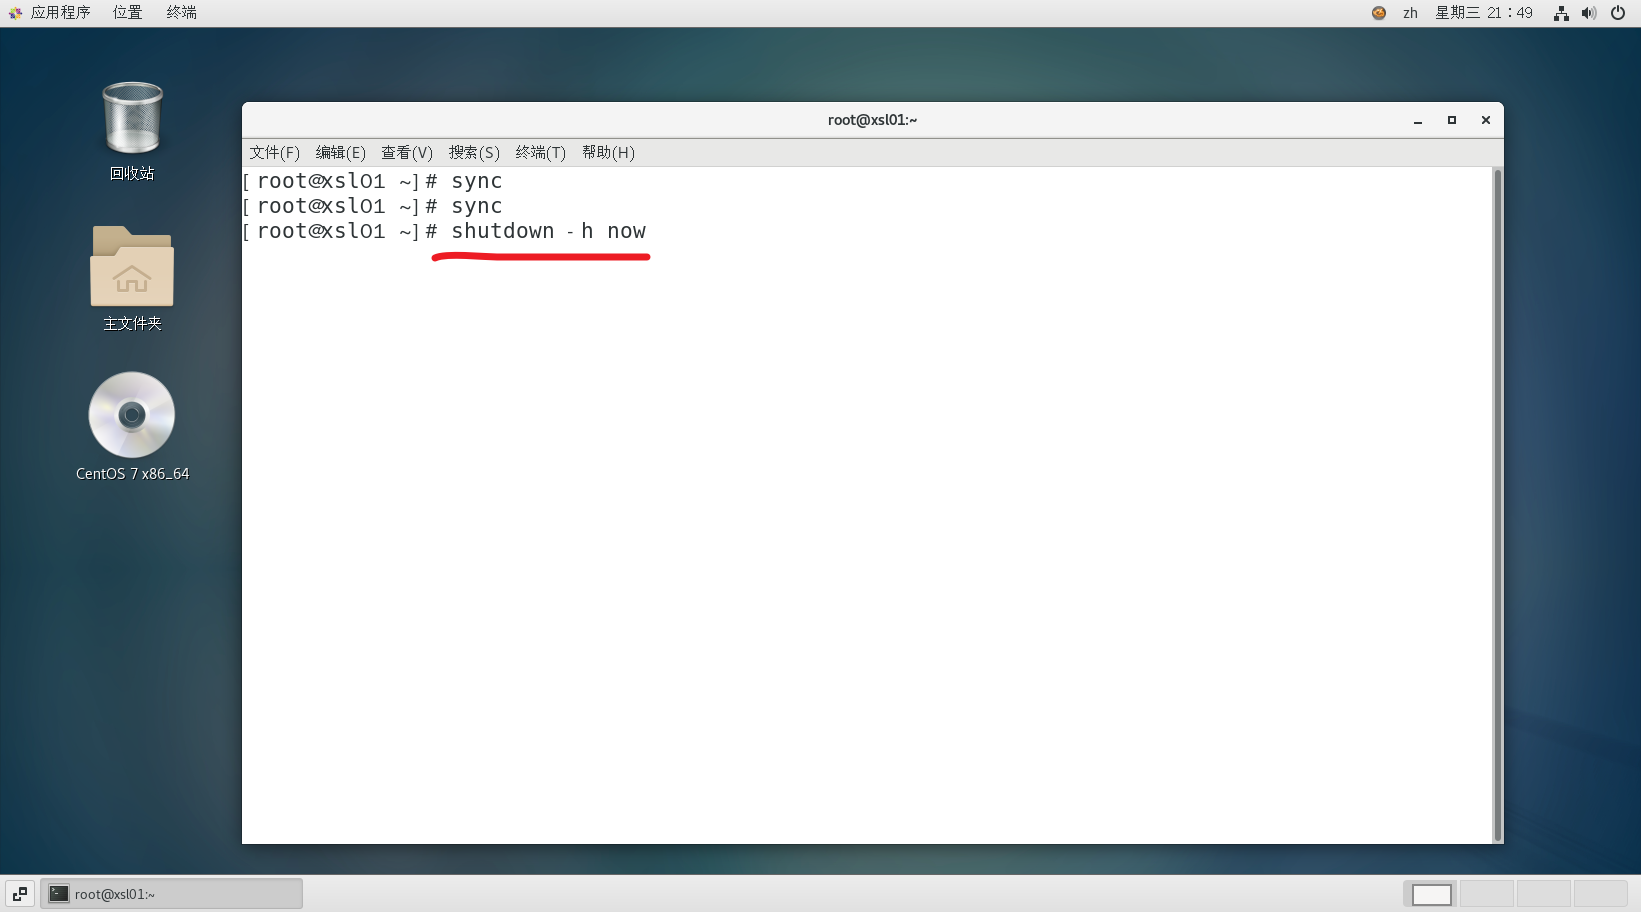 应用程序 位置 终端 zh 星期三 21：49
回收站
主文件夹
CentOS 7 x86_64
root@xsl01:~
文件(F) 编辑(E) 查看(V) 搜索(S) 终端(T) 帮助(H)
[root@xsl01 ~]# sync
[root@xsl01 ~]# sync
[root@xsl01 ~]# shutdown -h now
root@xsl01:~